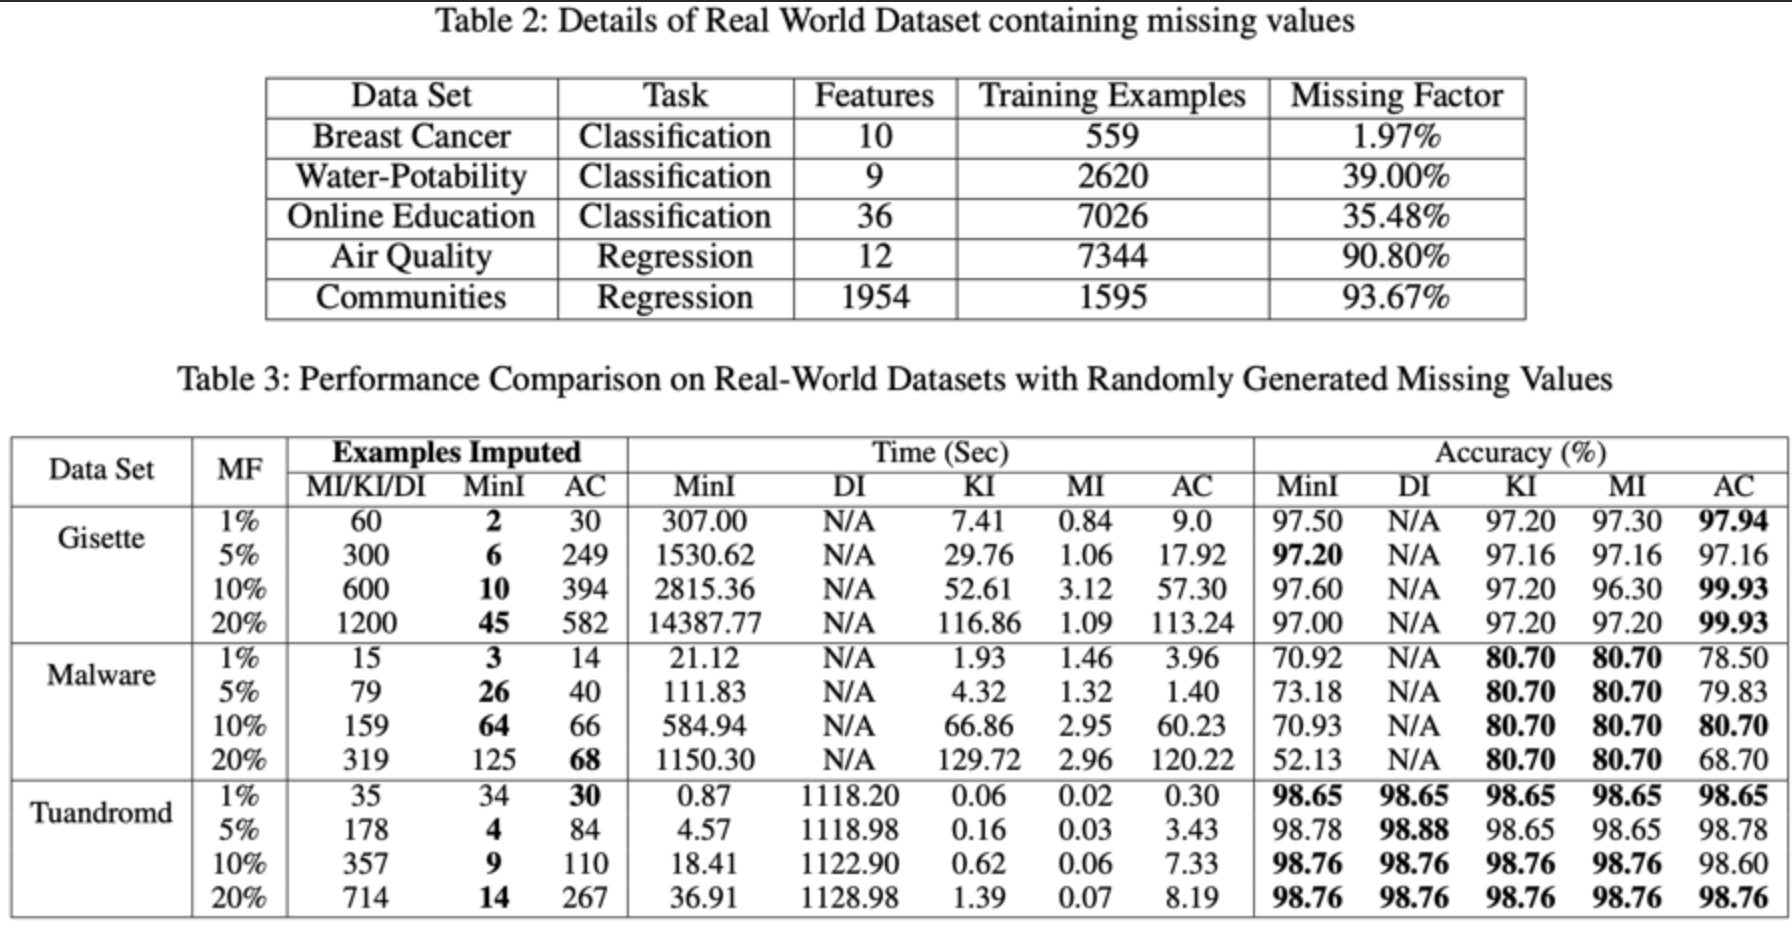 Table 2: Details of Real World Dataset containing missing values
Data Set Task Features Training Examples Missing Factor
Breast Cancer Classification 10 559 1.97%
Water-Potability Classification 9 2620 39.00%
Online Education Classification 36 7026 35.48%
Air Quality Regression 12 7344 90.80%
Communities Regression 1954 1595 93.67%
Table 3: Performance Comparison on Real-World Datasets with Randomly Generated Missing Values
Data Set MF Examples Imputed Time (Sec) Accuracy (%)
MI/KI/DI MinI AC MinI DI KI MI AC MinI DI KI MI AC
Gisette 1% 60 2 30 307.00 N/A 7.41 0.84 9.0 97.50 N/A 97.20 97.30 97.94
5% 300 6 249 1530.62 N/A 29.76 1.06 17.92 97.20 N/A 97.16 97.16 97.16
10% 600 10 394 2815.36 N/A 52.61 3.12 57.30 97.60 N/A 97.20 96.30 99.93
20% 1200 45 582 14387.77 N/A 116.86 1.09 113.24 97.00 N/A 97.20 97.20 99.93
Malware 1% 15 3 14 21.12 N/A 1.93 1.46 3.96 70.92 N/A 80.70 80.70 78.50
5% 79 26 40 111.83 N/A 4.32 1.32 1.40 73.18 N/A 80.70 80.70 79.83
10% 159 64 66 584.94 N/A 66.86 2.95 60.23 70.93 N/A 80.70 80.70 80.70
20% 319 125 68 1150.30 N/A 129.72 2.96 120.22 52.13 N/A 80.70 80.70 68.70
Tuandromd 1% 35 34 30 0.87 1118.20 0.06 0.02 0.30 98.65 98.65 98.65 98.65 98.65
5% 178 4 84 4.57 1118.98 0.16 0.03 3.43 98.78 98.88 98.65 98.65 98.78
10% 357 9 110 18.41 1122.90 0.62 0.06 7.33 98.76 98.76 98.76 98.76 98.60
20% 714 14 267 36.91 1128.98 1.39 0.07 8.19 98.76 98.76 98.76 98.76 98.76